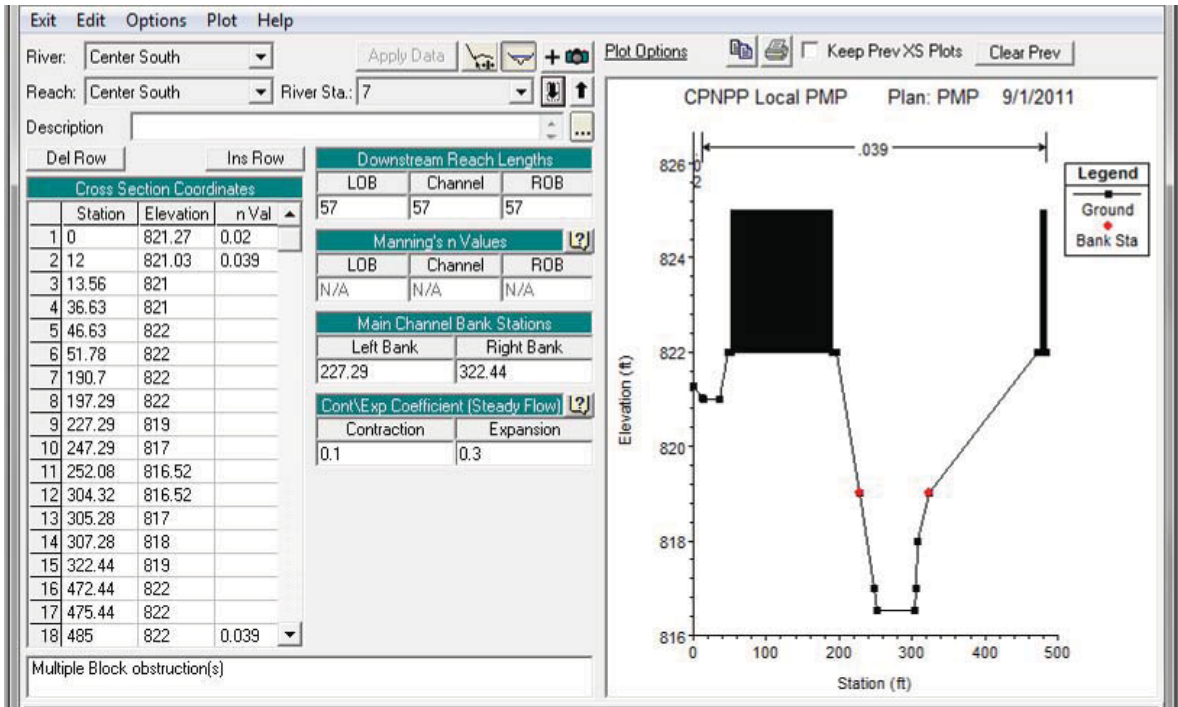 Exit Edit Options Plot Help
River: Center South Apply Data
Reach: Center South River Sta.: 7
Description ...
Del Row Ins Row
Cross Section Coordinates
Station Elevation n Val
1 0 821.27 0.02
2 12 821.03 0.039
3 13.56 821
4 36.63 821
5 46.63 822
6 51.78 822
7 190.7 822
8 197.29 822
9 227.29 819
10 247.29 817
11 252.08 816.52
12 304.32 816.52
13 305.28 817
14 307.28 818
15 322.44 819
16 472.44 822
17 475.44 822
18 485 822 0.039
Downstream Reach Lengths
LOB Channel ROB
57 57 57
Manning's n Values
LOB Channel ROB
N/A N/A N/A
Main Channel Bank Stations
Left Bank Right Bank
227.29 322.44
Cont\Exp Coefficient (Steady Flow)
Contraction Expansion
0.1 0.3
Multiple Block obstruction(s)
Plot Options Keep Prev XS Plots Clear Prev
CPNPP Local PMP Plan: PMP 9/1/2011
.039
.02
826
824
822
820
818
816
Elevation (ft)
0 100 200 300 400 500
Station (ft)
Legend
Ground
Bank Sta